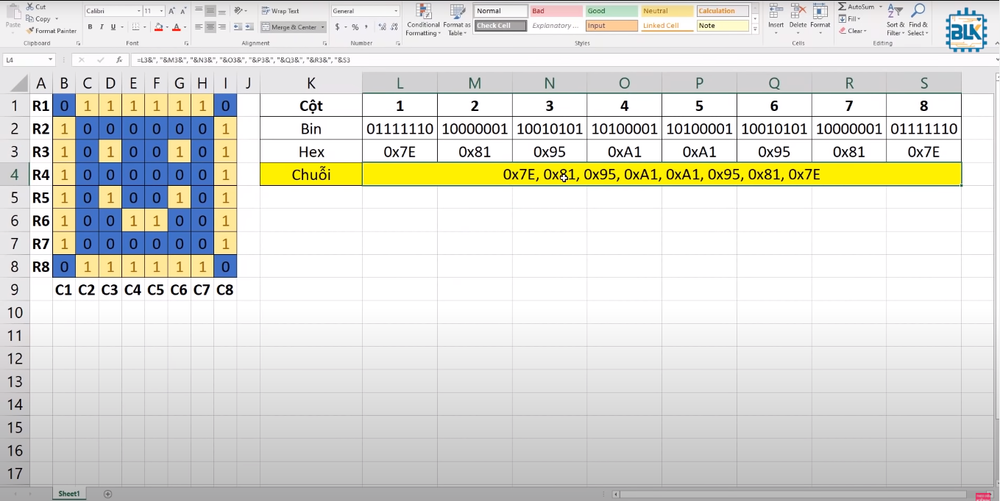 Cut
Copy
Paste
Format Painter
Clipboard
Calibri 11 A A
B I U A
Font
Wrap Text
Merge & Center
Alignment
General
$ % ,
Number
Conditional Formatting
Format as Table
Normal Bad Good Neutral Calculation
Check Cell Explanatory ... Input Linked Cell Note
Styles
Insert Delete Format
Cells
AutoSum
Fill
Clear
Sort & Filter
Find & Select
Editing
BLK
L4 fx =L3&", "&M3&", "&N3&", "&O3&", "&P3&", "&Q3&", "&R3&", "&S3
A B C D E F G H I J K L M N O P Q R S
1 R1 0 1 1 1 1 1 1 0 Cột 1 2 3 4 5 6 7 8
2 R2 1 0 0 0 0 0 0 1 Bin 01111110 10000001 10010101 10100001 10100001 10010101 10000001 01111110
3 R3 1 0 1 0 0 1 0 1 Hex 0x7E 0x81 0x95 0xA1 0xA1 0x95 0x81 0x7E
4 R4 1 0 0 0 0 0 0 1 Chuỗi 0x7E, 0x81, 0x95, 0xA1, 0xA1, 0x95, 0x81, 0x7E
5 R5 1 0 1 0 0 1 0 1
6 R6 1 0 0 1 1 0 0 1
7 R7 1 0 0 0 0 0 0 1
8 R8 0 1 1 1 1 1 1 0
9 C1 C2 C3 C4 C5 C6 C7 C8
10
11
12
13
14
15
16
17
Sheet1